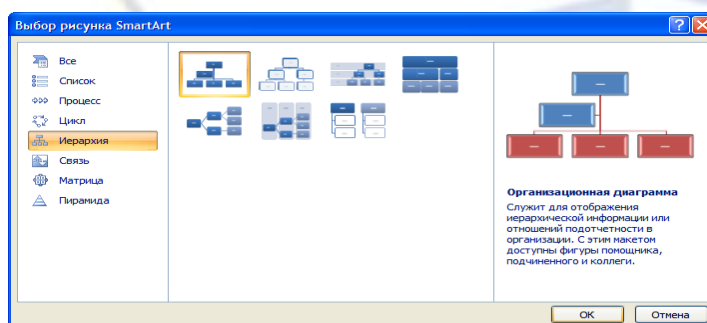 Выбор рисунка SmartArt
Все
Список
Процесс
Цикл
Иерархия
Связь
Матрица
Пирамида
Организационная диаграмма
Служит для отображения
иерархической информации или
отношений подотчетности в
организации. С этим макетом
доступны фигуры помощника,
подчиненного и коллеги.
ОК
Отмена